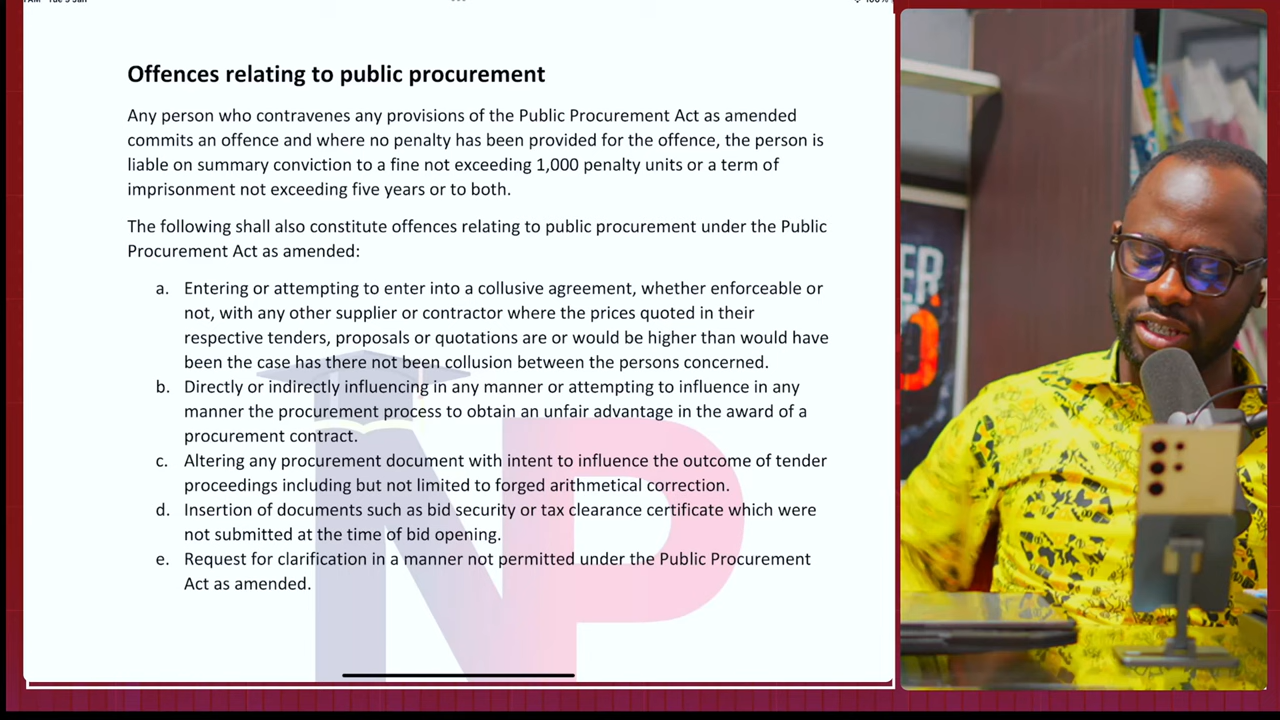 Offences relating to public procurement
Any person who contravenes any provisions of the Public Procurement Act as amended
commits an offence and where no penalty has been provided for the offence, the person is
liable on summary conviction to a fine not exceeding 1,000 penalty units or a term of
imprisonment not exceeding five years or to both.
The following shall also constitute offences relating to public procurement under the Public
Procurement Act as amended:
a. Entering or attempting to enter into a collusive agreement, whether enforceable or
not, with any other supplier or contractor where the prices quoted in their
respective tenders, proposals or quotations are or would be higher than would have
been the case has there not been collusion between the persons concerned.
b. Directly or indirectly influencing in any manner or attempting to influence in any
manner the procurement process to obtain an unfair advantage in the award of a
procurement contract.
c. Altering any procurement document with intent to influence the outcome of tender
proceedings including but not limited to forged arithmetical correction.
d. Insertion of documents such as bid security or tax clearance certificate which were
not submitted at the time of bid opening.
e. Request for clarification in a manner not permitted under the Public Procurement
Act as amended.
NP